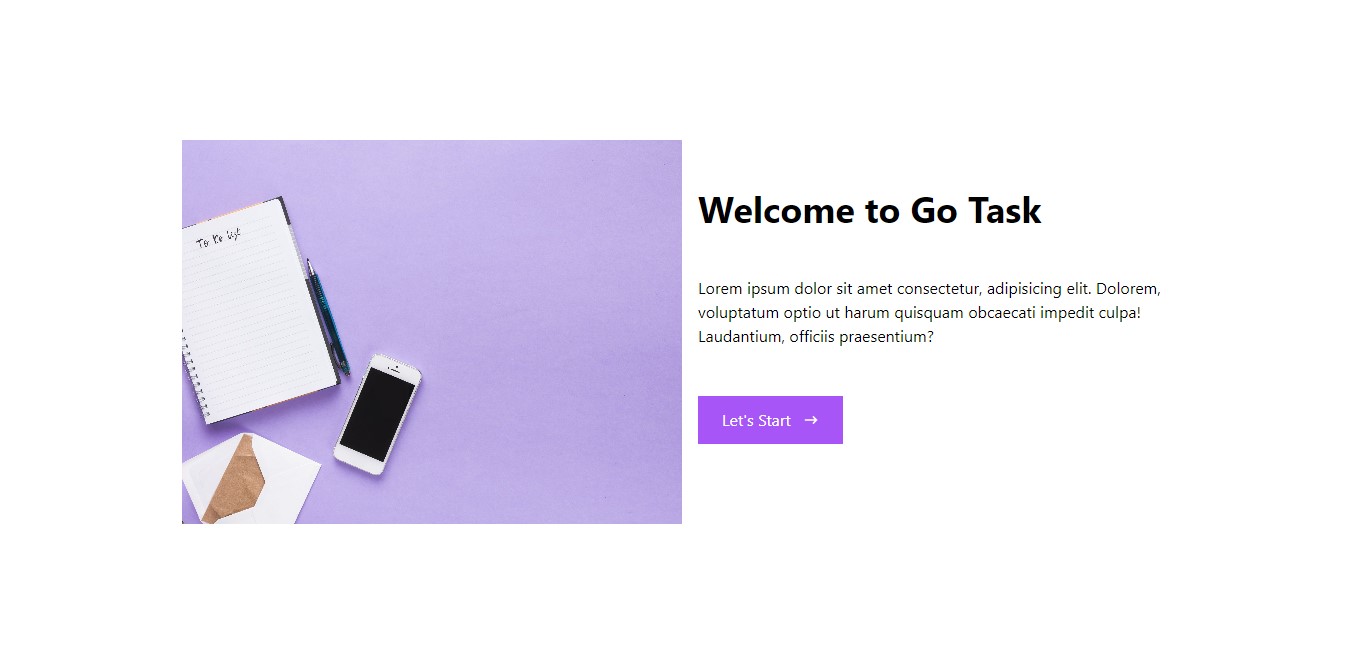 To Do List
Welcome to Go Task
Lorem ipsum dolor sit amet consectetur, adipisicing elit. Dolorem,
voluptatum optio ut harum quisquam obcaecati impedit culpa!
Laudantium, officiis praesentium?
Let's Start →